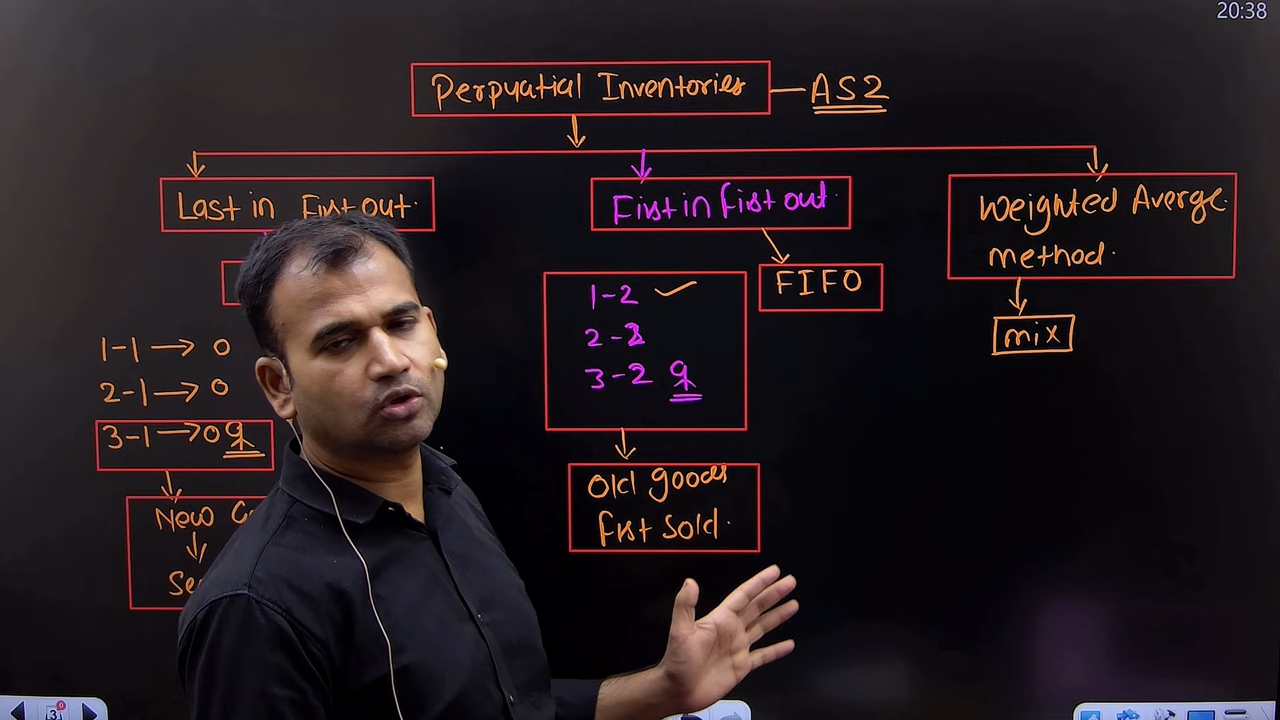 20:38
Perpuatial Inventories — AS2
Last in First out.
First in First out.
Weighted Averge
method.
FIFO
mix
1-2 ✓
2-2
3-2 9
1-1 → 0
2-1 → 0
3-1 → 0 9
Old goods
first sold.
New
3